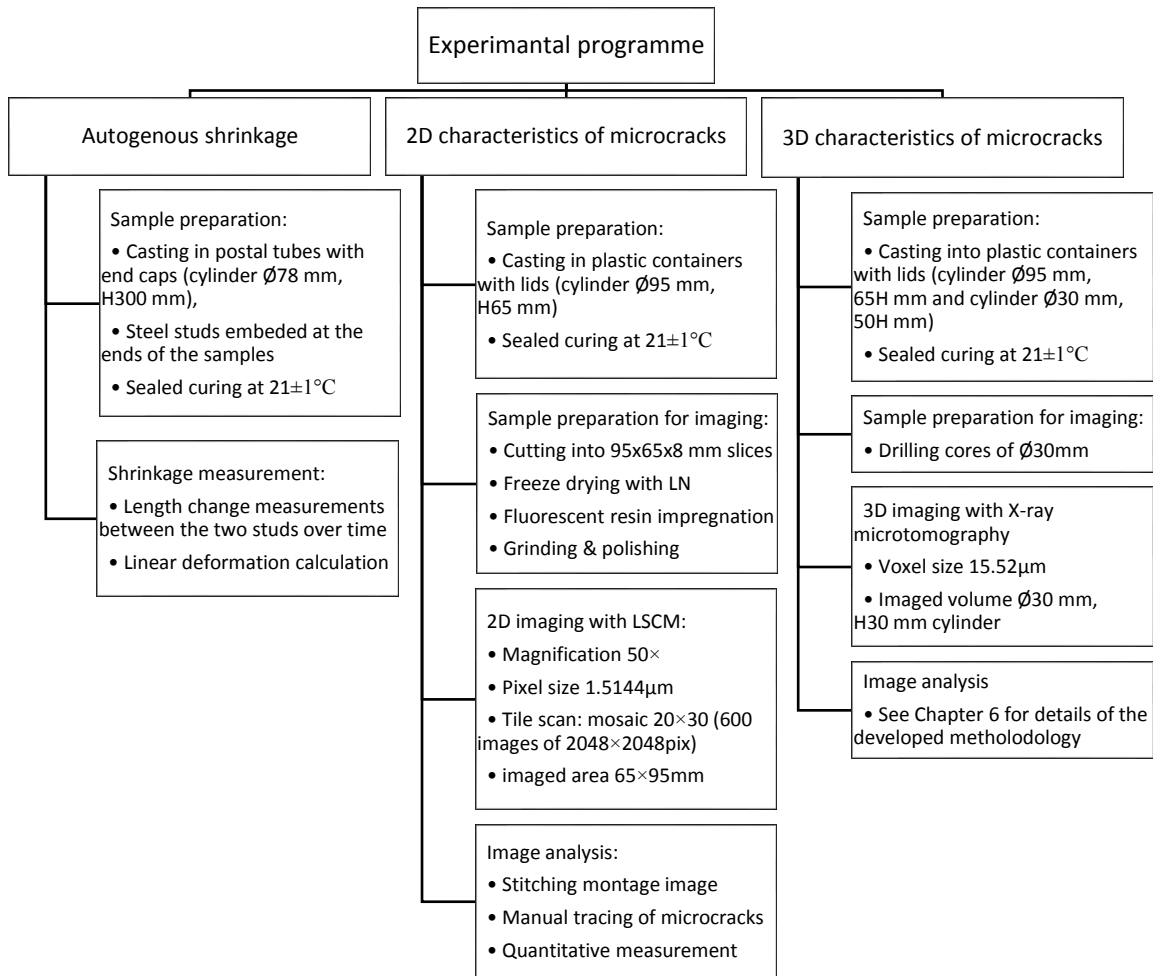 Experimantal programme
Autogenous shrinkage
Sample preparation:
• Casting in postal tubes with
end caps (cylinder Ø78 mm,
H300 mm),
• Steel studs embeded at the
ends of the samples
• Sealed curing at 21±1°C
Shrinkage measurement:
• Length change measurements
between the two studs over time
• Linear deformation calculation
2D characteristics of microcracks
Sample preparation:
• Casting in plastic containers
with lids (cylinder Ø95 mm,
H65 mm)
• Sealed curing at 21±1°C
Sample preparation for imaging:
• Cutting into 95x65x8 mm slices
• Freeze drying with LN
• Fluorescent resin impregnation
• Grinding & polishing
2D imaging with LSCM:
• Magnification 50×
• Pixel size 1.5144µm
• Tile scan: mosaic 20×30 (600
images of 2048×2048pix)
• imaged area 65×95mm
Image analysis:
• Stitching montage image
• Manual tracing of microcracks
• Quantitative measurement
3D characteristics of microcracks
Sample preparation:
• Casting into plastic containers
with lids (cylinder Ø95 mm,
65H mm and cylinder Ø30 mm,
50H mm)
• Sealed curing at 21±1°C
Sample preparation for imaging:
• Drilling cores of Ø30mm
3D imaging with X-ray
microtomography
• Voxel size 15.52µm
• Imaged volume Ø30 mm,
H30 mm cylinder
Image analysis
• See Chapter 6 for details of the
developed metholodology